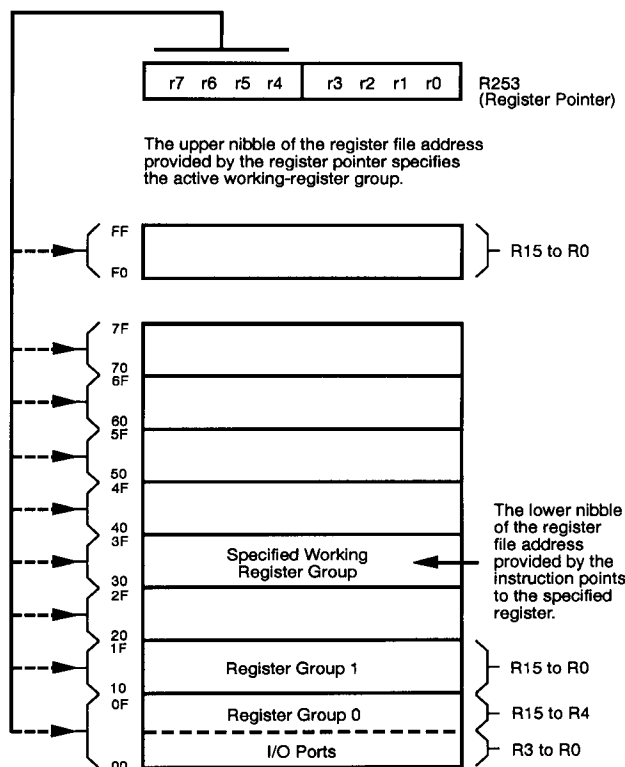 r7 r6 r5 r4 r3 r2 r1 r0
R253
(Register Pointer)
The upper nibble of the register file address
provided by the register pointer specifies
the active working-register group.
FF
F0
R15 to R0
7F
70
6F
60
5F
50
4F
40
3F
Specified Working
Register Group
The lower nibble
of the register
file address
provided by the
instruction points
to the specified
register.
30
2F
20
1F
Register Group 1
R15 to R0
10
0F
Register Group 0
R15 to R4
I/O Ports
R3 to R0
00